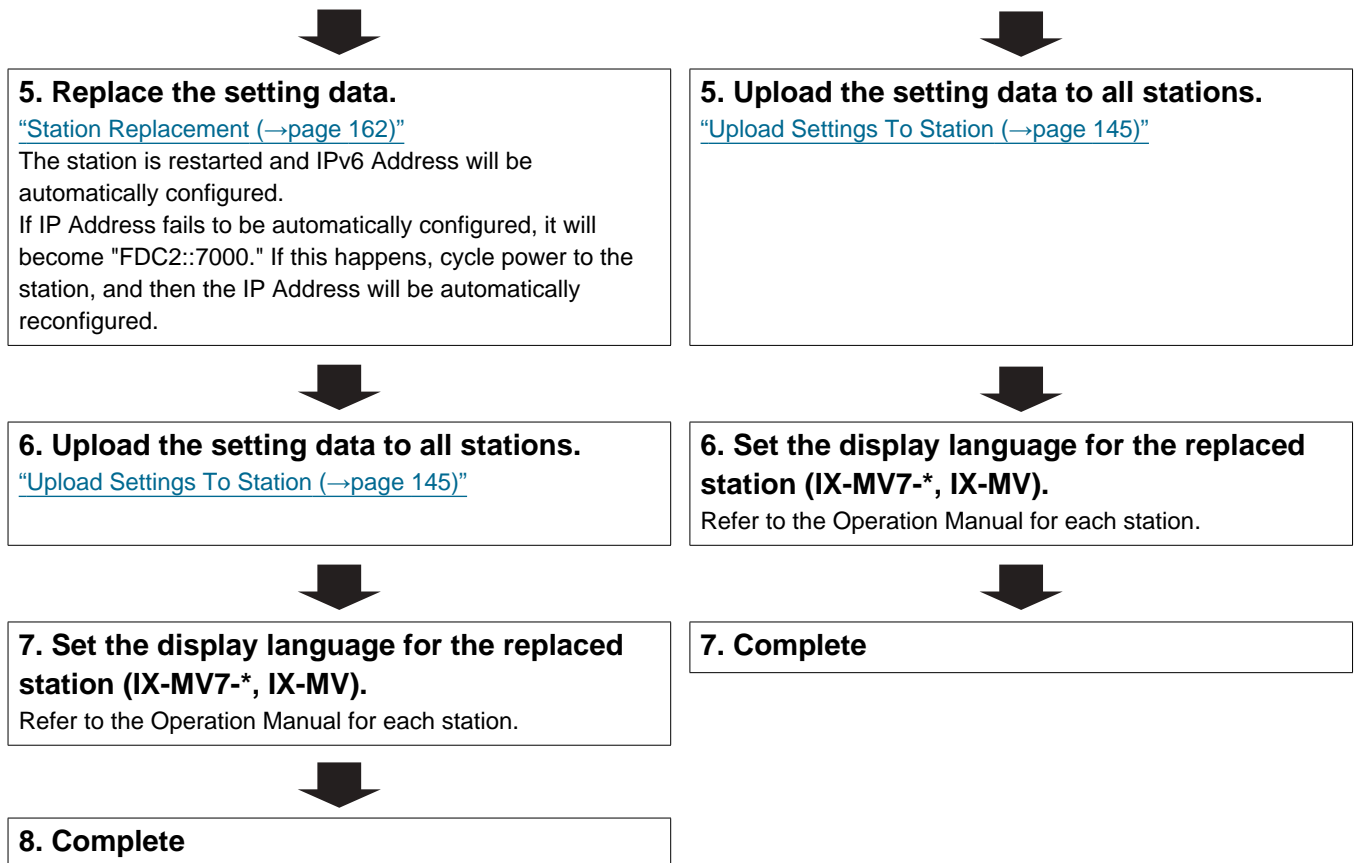 5. Replace the setting data.
“Station Replacement (→page 162)”
The station is restarted and IPv6 Address will be
automatically configured.
If IP Address fails to be automatically configured, it will
become "FDC2::7000." If this happens, cycle power to the
station, and then the IP Address will be automatically
reconfigured.
6. Upload the setting data to all stations.
“Upload Settings To Station (→page 145)”
7. Set the display language for the replaced
station (IX-MV7-*, IX-MV).
Refer to the Operation Manual for each station.
8. Complete
5. Upload the setting data to all stations.
“Upload Settings To Station (→page 145)”
6. Set the display language for the replaced
station (IX-MV7-*, IX-MV).
Refer to the Operation Manual for each station.
7. Complete